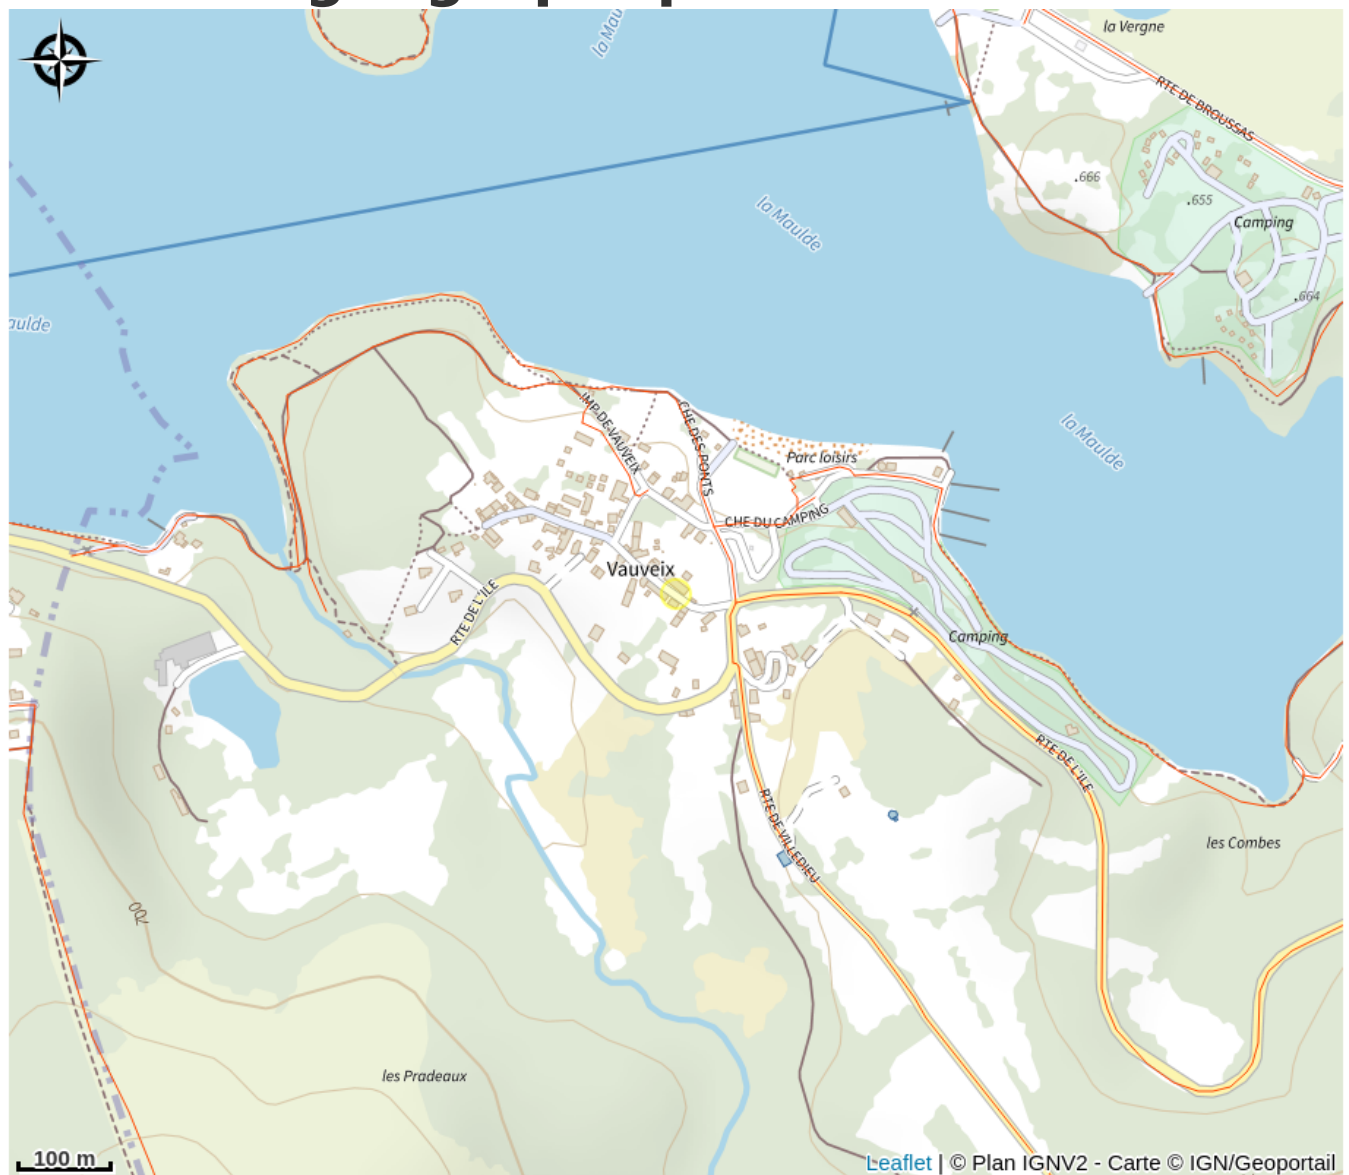 la Mau
la Vergne
RTE DE BROUSSAS
.666
.655
la Maulde
Camping
.664
aulde
IMP-DE-VAUVEIX
CHE DES PONTS
la Maulde
Parc loisirs
CHE DU CAMPING
Vauveix
RTE DE L'ILE
Camping
RTE DE L'ILE
RTE DE VILLEDIEU
les Combes
700
les Pradeaux
100 m
Leaflet | © Plan IGNV2 - Carte © IGN/Geoportail